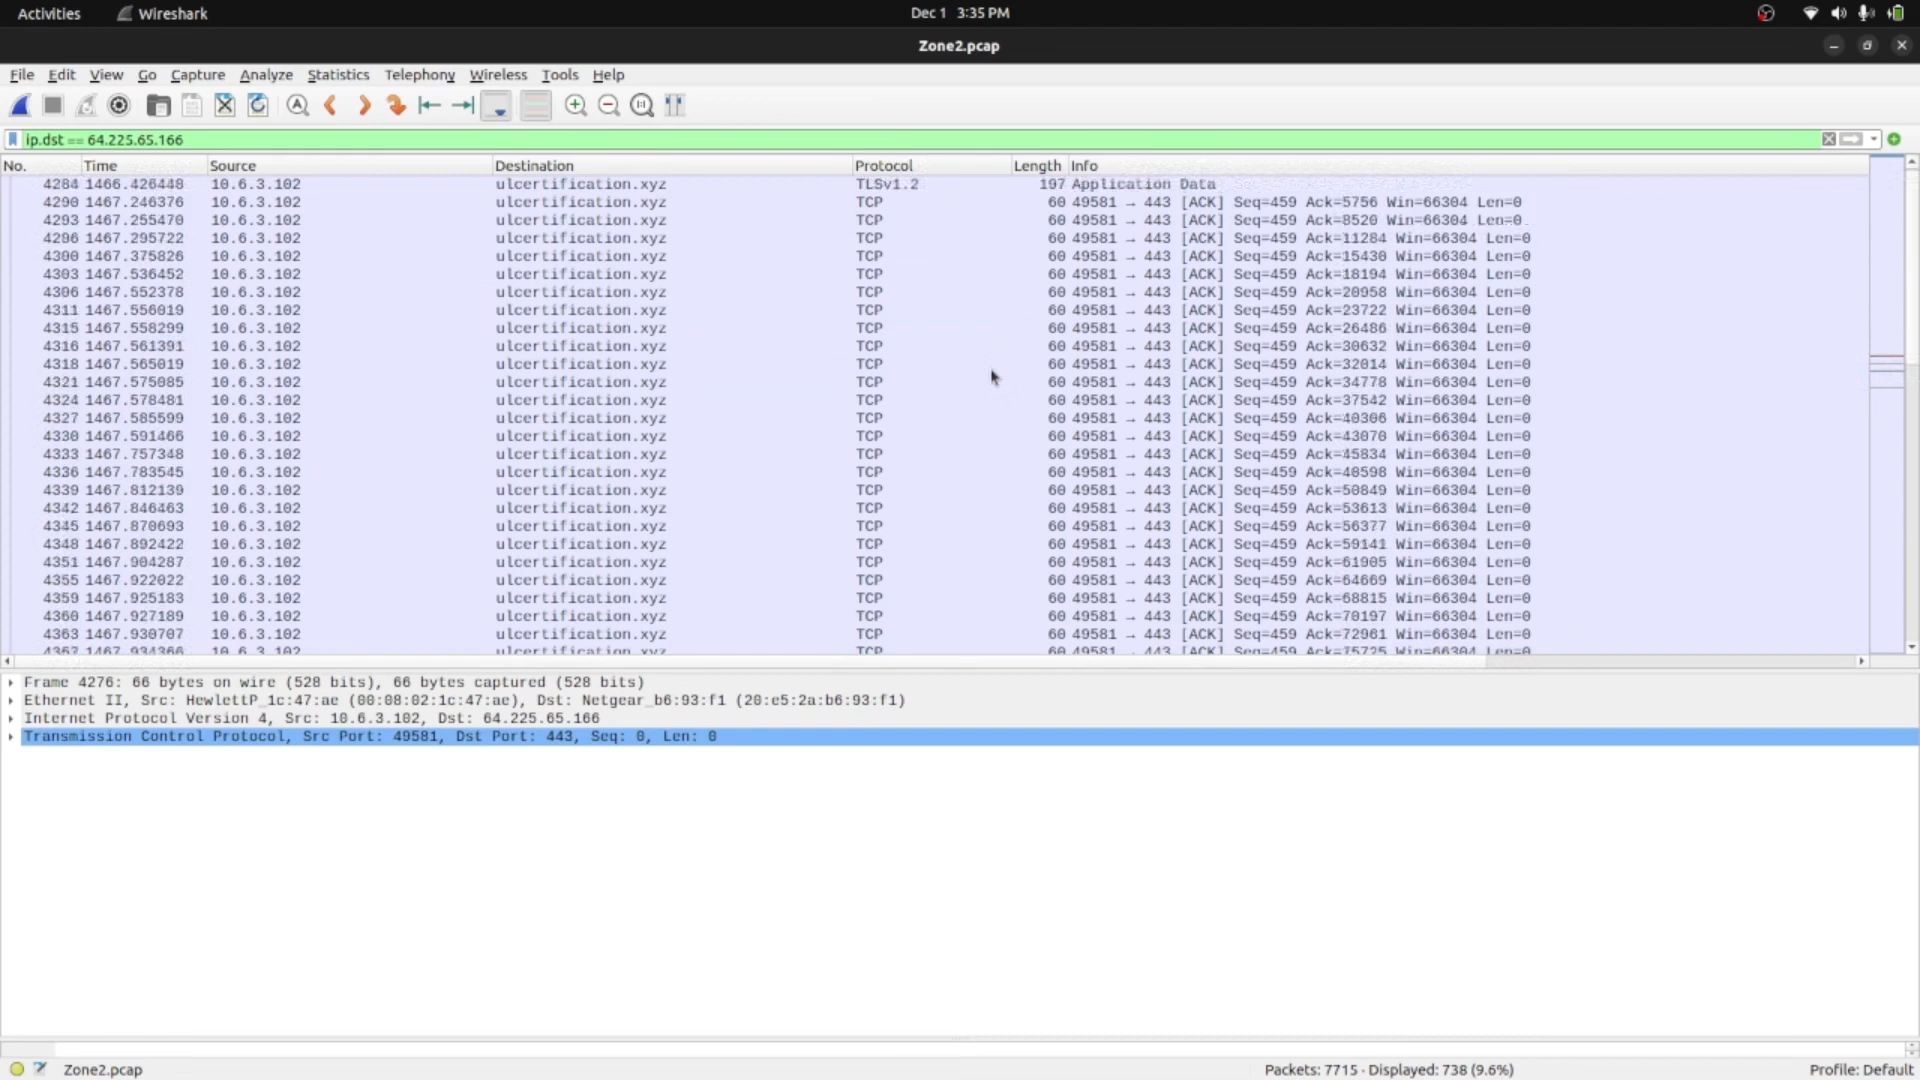 Activities Wireshark Dec 1 3:35 PM
Zone2.pcap
File Edit View Go Capture Analyze Statistics Telephony Wireless Tools Help
ip.dst == 64.225.65.166
No. Time Source Destination Protocol Length Info
4284 1466.426448 10.6.3.102 ulcertification.xyz TLSv1.2 197 Application Data
4290 1467.246376 10.6.3.102 ulcertification.xyz TCP 60 49581 → 443 [ACK] Seq=459 Ack=5756 Win=66304 Len=0
4293 1467.255470 10.6.3.102 ulcertification.xyz TCP 60 49581 → 443 [ACK] Seq=459 Ack=8520 Win=66304 Len=0
4296 1467.295722 10.6.3.102 ulcertification.xyz TCP 60 49581 → 443 [ACK] Seq=459 Ack=11284 Win=66304 Len=0
4300 1467.375826 10.6.3.102 ulcertification.xyz TCP 60 49581 → 443 [ACK] Seq=459 Ack=15430 Win=66304 Len=0
4303 1467.536452 10.6.3.102 ulcertification.xyz TCP 60 49581 → 443 [ACK] Seq=459 Ack=18194 Win=66304 Len=0
4306 1467.552378 10.6.3.102 ulcertification.xyz TCP 60 49581 → 443 [ACK] Seq=459 Ack=20958 Win=66304 Len=0
4311 1467.556019 10.6.3.102 ulcertification.xyz TCP 60 49581 → 443 [ACK] Seq=459 Ack=23722 Win=66304 Len=0
4315 1467.558299 10.6.3.102 ulcertification.xyz TCP 60 49581 → 443 [ACK] Seq=459 Ack=26486 Win=66304 Len=0
4316 1467.561391 10.6.3.102 ulcertification.xyz TCP 60 49581 → 443 [ACK] Seq=459 Ack=30632 Win=66304 Len=0
4318 1467.565019 10.6.3.102 ulcertification.xyz TCP 60 49581 → 443 [ACK] Seq=459 Ack=32014 Win=66304 Len=0
4321 1467.575085 10.6.3.102 ulcertification.xyz TCP 60 49581 → 443 [ACK] Seq=459 Ack=34778 Win=66304 Len=0
4324 1467.578481 10.6.3.102 ulcertification.xyz TCP 60 49581 → 443 [ACK] Seq=459 Ack=37542 Win=66304 Len=0
4327 1467.585599 10.6.3.102 ulcertification.xyz TCP 60 49581 → 443 [ACK] Seq=459 Ack=40306 Win=66304 Len=0
4330 1467.591466 10.6.3.102 ulcertification.xyz TCP 60 49581 → 443 [ACK] Seq=459 Ack=43070 Win=66304 Len=0
4333 1467.757348 10.6.3.102 ulcertification.xyz TCP 60 49581 → 443 [ACK] Seq=459 Ack=45834 Win=66304 Len=0
4336 1467.783545 10.6.3.102 ulcertification.xyz TCP 60 49581 → 443 [ACK] Seq=459 Ack=48598 Win=66304 Len=0
4339 1467.812139 10.6.3.102 ulcertification.xyz TCP 60 49581 → 443 [ACK] Seq=459 Ack=50849 Win=66304 Len=0
4342 1467.846463 10.6.3.102 ulcertification.xyz TCP 60 49581 → 443 [ACK] Seq=459 Ack=53613 Win=66304 Len=0
4345 1467.870693 10.6.3.102 ulcertification.xyz TCP 60 49581 → 443 [ACK] Seq=459 Ack=56377 Win=66304 Len=0
4348 1467.892422 10.6.3.102 ulcertification.xyz TCP 60 49581 → 443 [ACK] Seq=459 Ack=59141 Win=66304 Len=0
4351 1467.904287 10.6.3.102 ulcertification.xyz TCP 60 49581 → 443 [ACK] Seq=459 Ack=61905 Win=66304 Len=0
4355 1467.922022 10.6.3.102 ulcertification.xyz TCP 60 49581 → 443 [ACK] Seq=459 Ack=64669 Win=66304 Len=0
4359 1467.925183 10.6.3.102 ulcertification.xyz TCP 60 49581 → 443 [ACK] Seq=459 Ack=68815 Win=66304 Len=0
4360 1467.927189 10.6.3.102 ulcertification.xyz TCP 60 49581 → 443 [ACK] Seq=459 Ack=70197 Win=66304 Len=0
4363 1467.930707 10.6.3.102 ulcertification.xyz TCP 60 49581 → 443 [ACK] Seq=459 Ack=72961 Win=66304 Len=0
4367 1467.934366 10.6.3.102 ulcertification.xyz TCP 60 49581 → 443 [ACK] Seq=459 Ack=75725 Win=66304 Len=0
Frame 4276: 66 bytes on wire (528 bits), 66 bytes captured (528 bits)
Ethernet II, Src: HewlettP_1c:47:ae (00:08:02:1c:47:ae), Dst: Netgear_b6:93:f1 (20:e5:2a:b6:93:f1)
Internet Protocol Version 4, Src: 10.6.3.102, Dst: 64.225.65.166
Transmission Control Protocol, Src Port: 49581, Dst Port: 443, Seq: 0, Len: 0
Zone2.pcap Packets: 7715 · Displayed: 738 (9.6%) Profile: Default